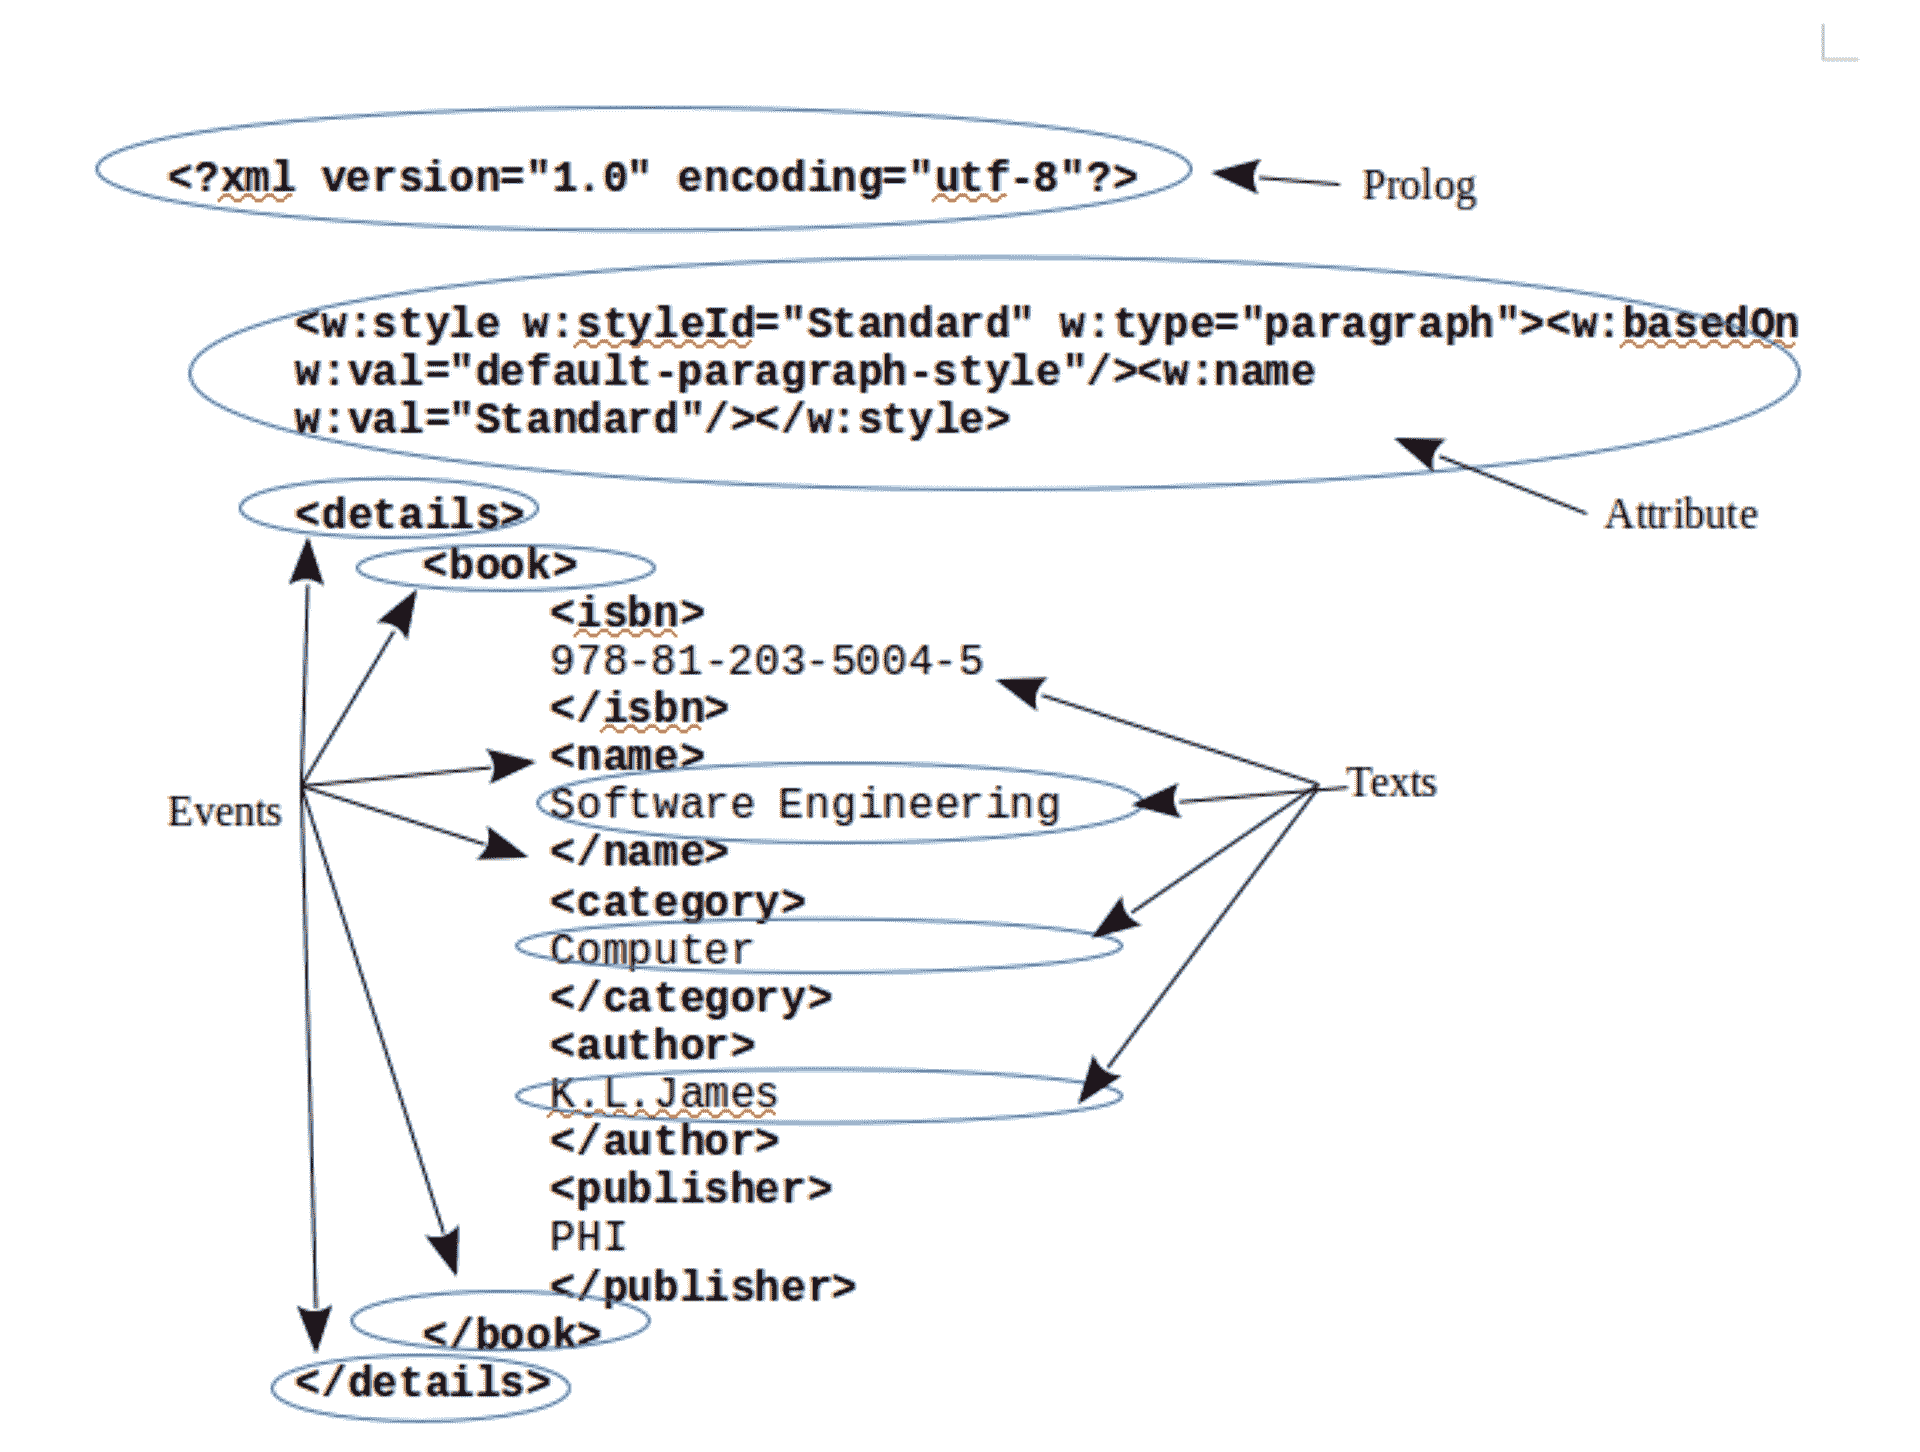 <?xml version="1.0" encoding="utf-8"?>
Prolog
<w:style w:styleId="Standard" w:type="paragraph"><w:basedOn
w:val="default-paragraph-style"/><w:name
w:val="Standard"/></w:style>
Attribute
<details>
<book>
<isbn>
978-81-203-5004-5
</isbn>
<name>
Software Engineering
Texts
Events
</name>
<category>
Computer
</category>
<author>
K.L.James
</author>
<publisher>
PHI
</publisher>
</book>
</details>